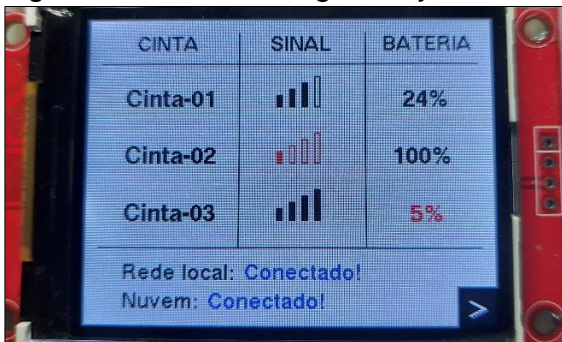 CINTA SINAL BATERIA
Cinta-01 24%
Cinta-02 100%
Cinta-03 5%
Rede local: Conectado!
Nuvem: Conectado!
>